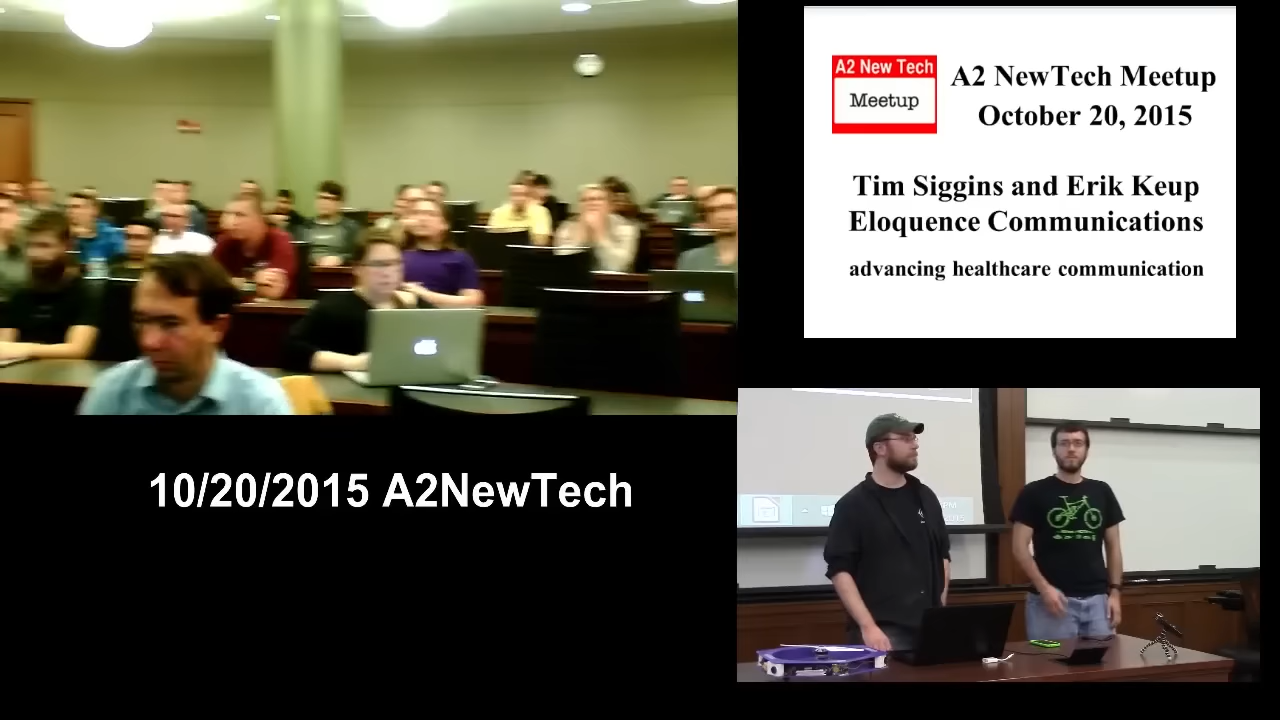 A2 New Tech
Meetup
A2 NewTech Meetup
October 20, 2015
Tim Siggins and Erik Keup
Eloquence Communications
advancing healthcare communication
10/20/2015 A2NewTech